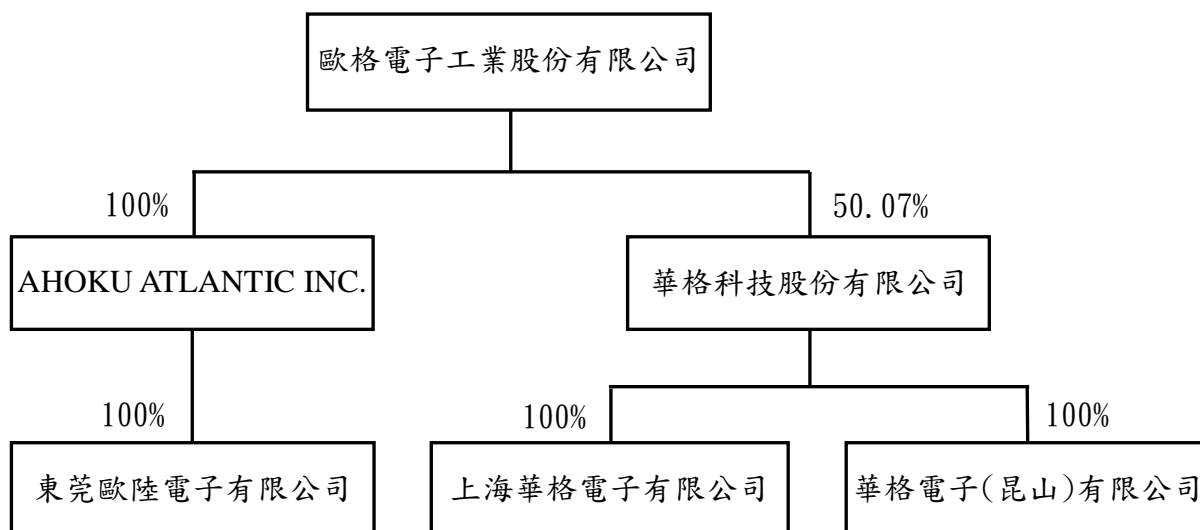 歐格電子工業股份有限公司
100%
50.07%
AHOKU ATLANTIC INC.
華格科技股份有限公司
100%
100%
100%
東莞歐陸電子有限公司
上海華格電子有限公司
華格電子(昆山)有限公司